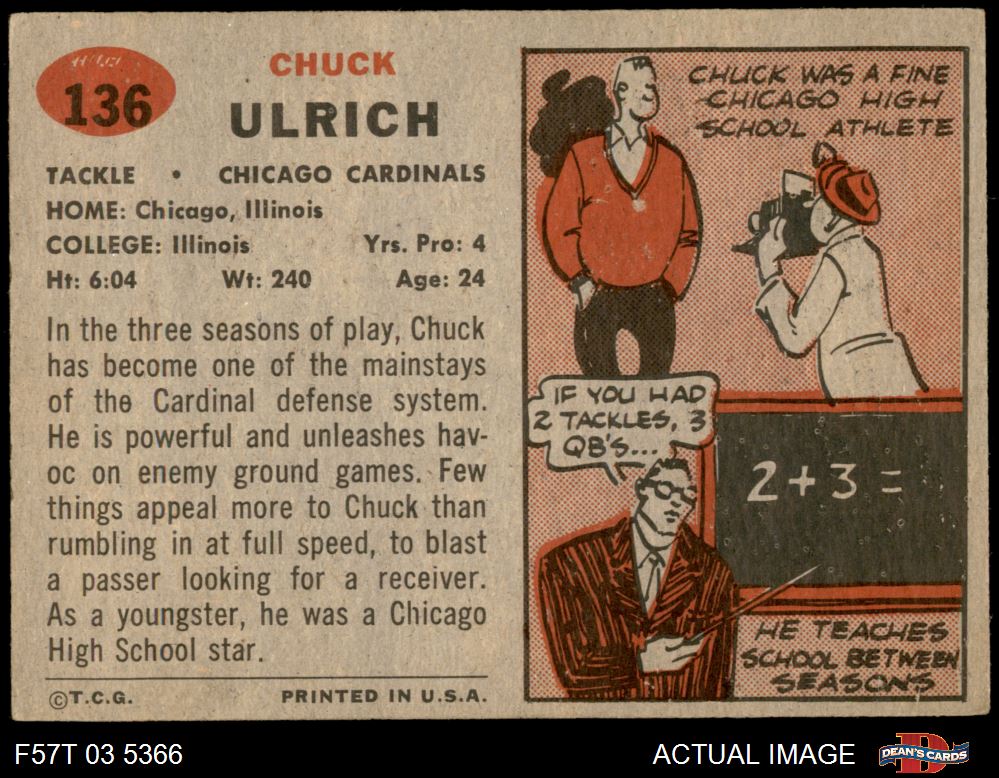 136
CHUCK
ULRICH
TACKLE • CHICAGO CARDINALS
HOME: Chicago, Illinois
COLLEGE: Illinois Yrs. Pro: 4
Ht: 6:04 Wt: 240 Age: 24
In the three seasons of play, Chuck
has become one of the mainstays
of the Cardinal defense system.
He is powerful and unleashes hav-
oc on enemy ground games. Few
things appeal more to Chuck than
rumbling in at full speed, to blast
a passer looking for a receiver.
As a youngster, he was a Chicago
High School star.
©T.C.G. PRINTED IN U.S.A.
CHUCK WAS A FINE
CHICAGO HIGH
SCHOOL ATHLETE
IF YOU HAD
2 TACKLES, 3
QB'S...
2+3 =
HE TEACHES
SCHOOL BETWEEN
SEASONS
F57T 03 5366
ACTUAL IMAGE
DEAN'S CARDS